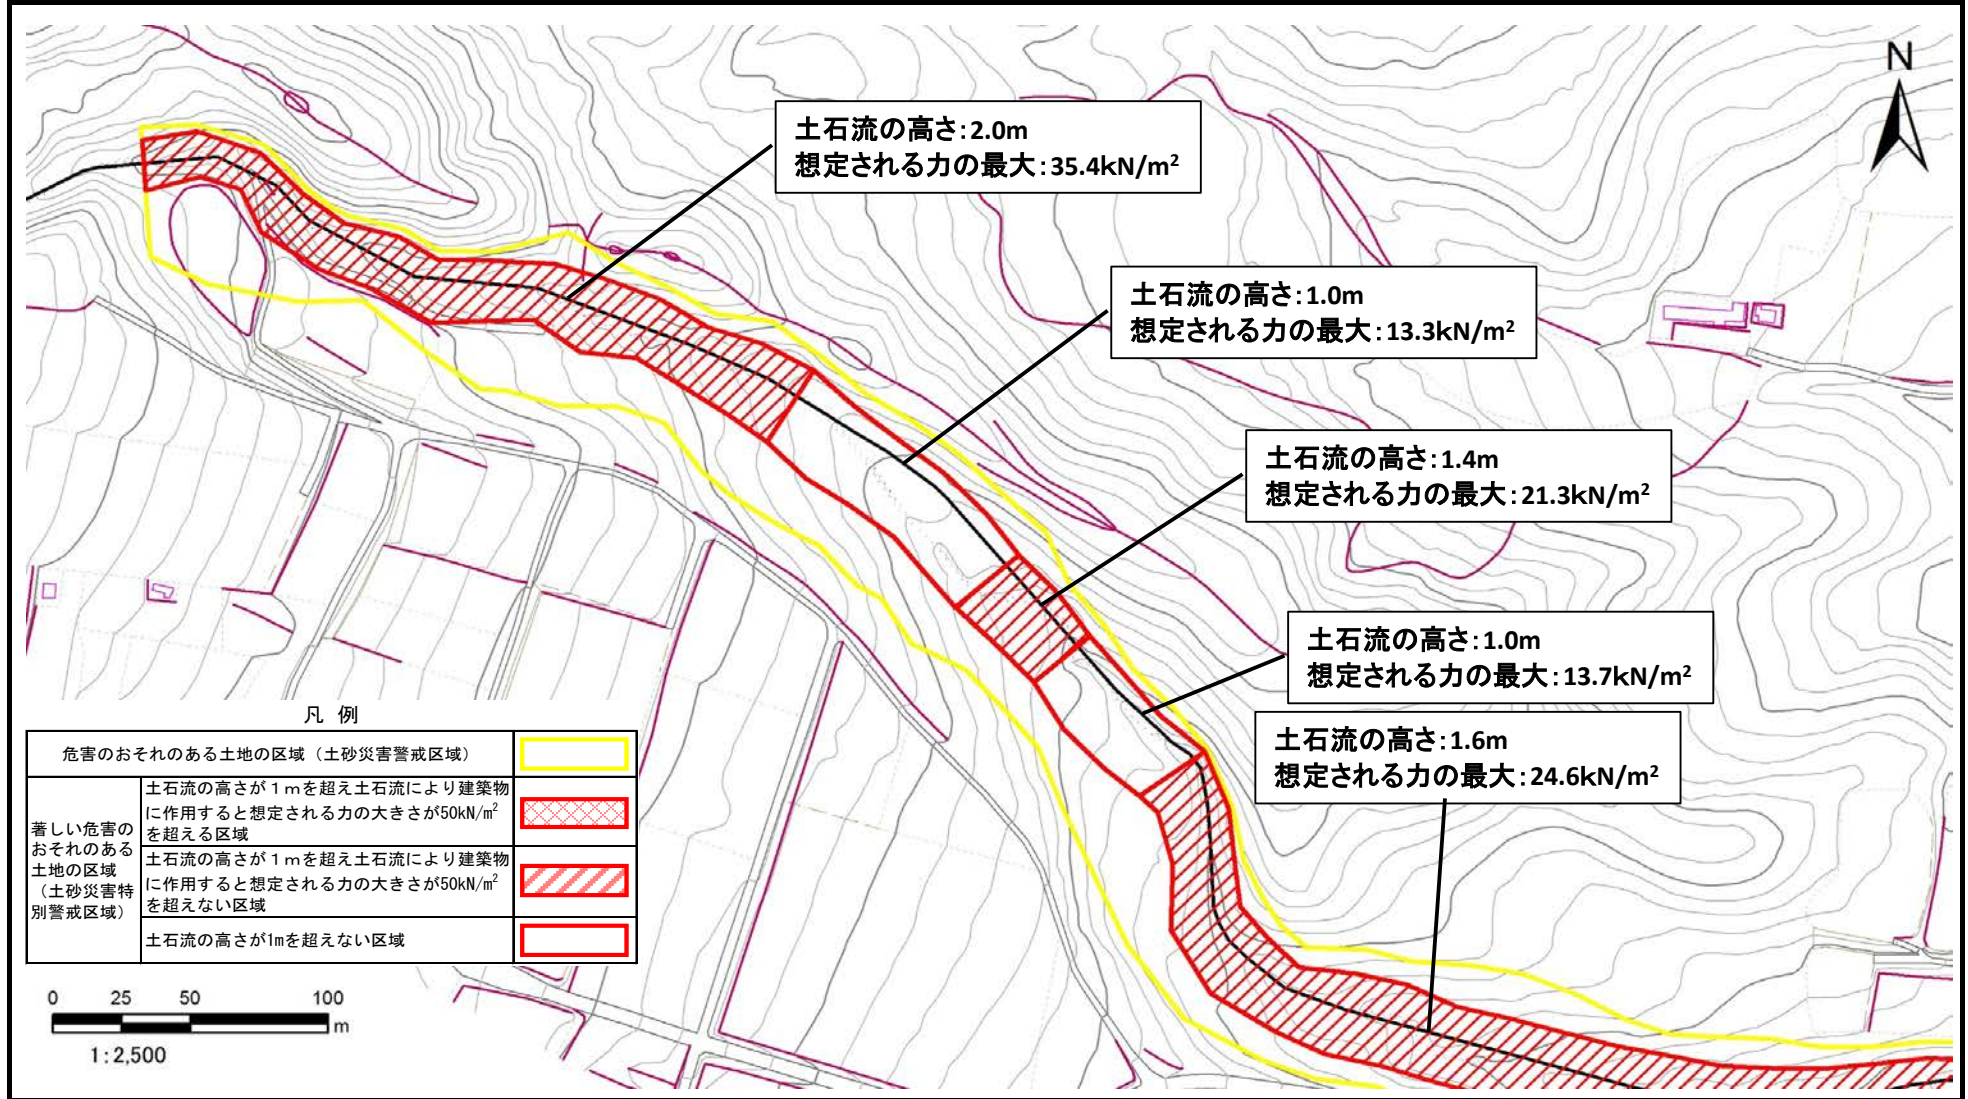 N
土石流の高さ:2.0m
想定される力の最大:35.4kN/m²
土石流の高さ:1.0m
想定される力の最大:13.3kN/m²
土石流の高さ:1.4m
想定される力の最大:21.3kN/m²
土石流の高さ:1.0m
想定される力の最大:13.7kN/m²
土石流の高さ:1.6m
想定される力の最大:24.6kN/m²
凡 例
危害のおそれのある土地の区域（土砂災害警戒区域）
著しい危害の
おそれのある
土地の区域
（土砂災害特
別警戒区域）
土石流の高さが１ｍを超え土石流により建築物
に作用すると想定される力の大きさが50kN/m²
を超える区域
土石流の高さが１ｍを超え土石流により建築物
に作用すると想定される力の大きさが50kN/m²
を超えない区域
土石流の高さが1mを超えない区域
0 25 50 100
m
1:2,500